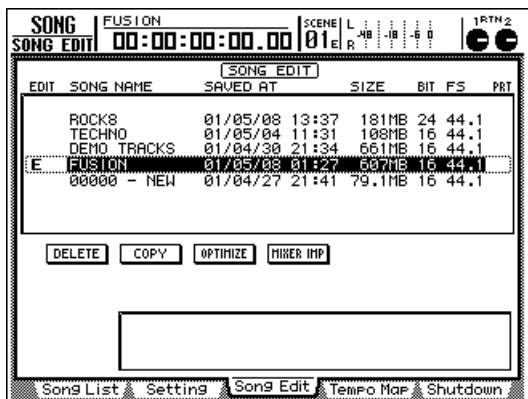 SONG FUSION SCENE L 1RTN2
SONG EDIT 00:00:00:00.00 01E R -48 -18 -6 0
SONG EDIT
EDIT SONG NAME SAVED AT SIZE BIT FS PRT
ROCK8 01/05/08 13:37 181MB 24 44.1
TECHNO 01/05/04 11:31 108MB 16 44.1
DEMO TRACKS 01/04/30 21:34 661MB 16 44.1
E FUSION 01/05/08 01:27 607MB 16 44.1
00000 - NEW 01/04/27 21:41 79.1MB 16 44.1
DELETE COPY OPTIMIZE MIXER IMP
Song List Setting Song Edit Tempo Map Shutdown